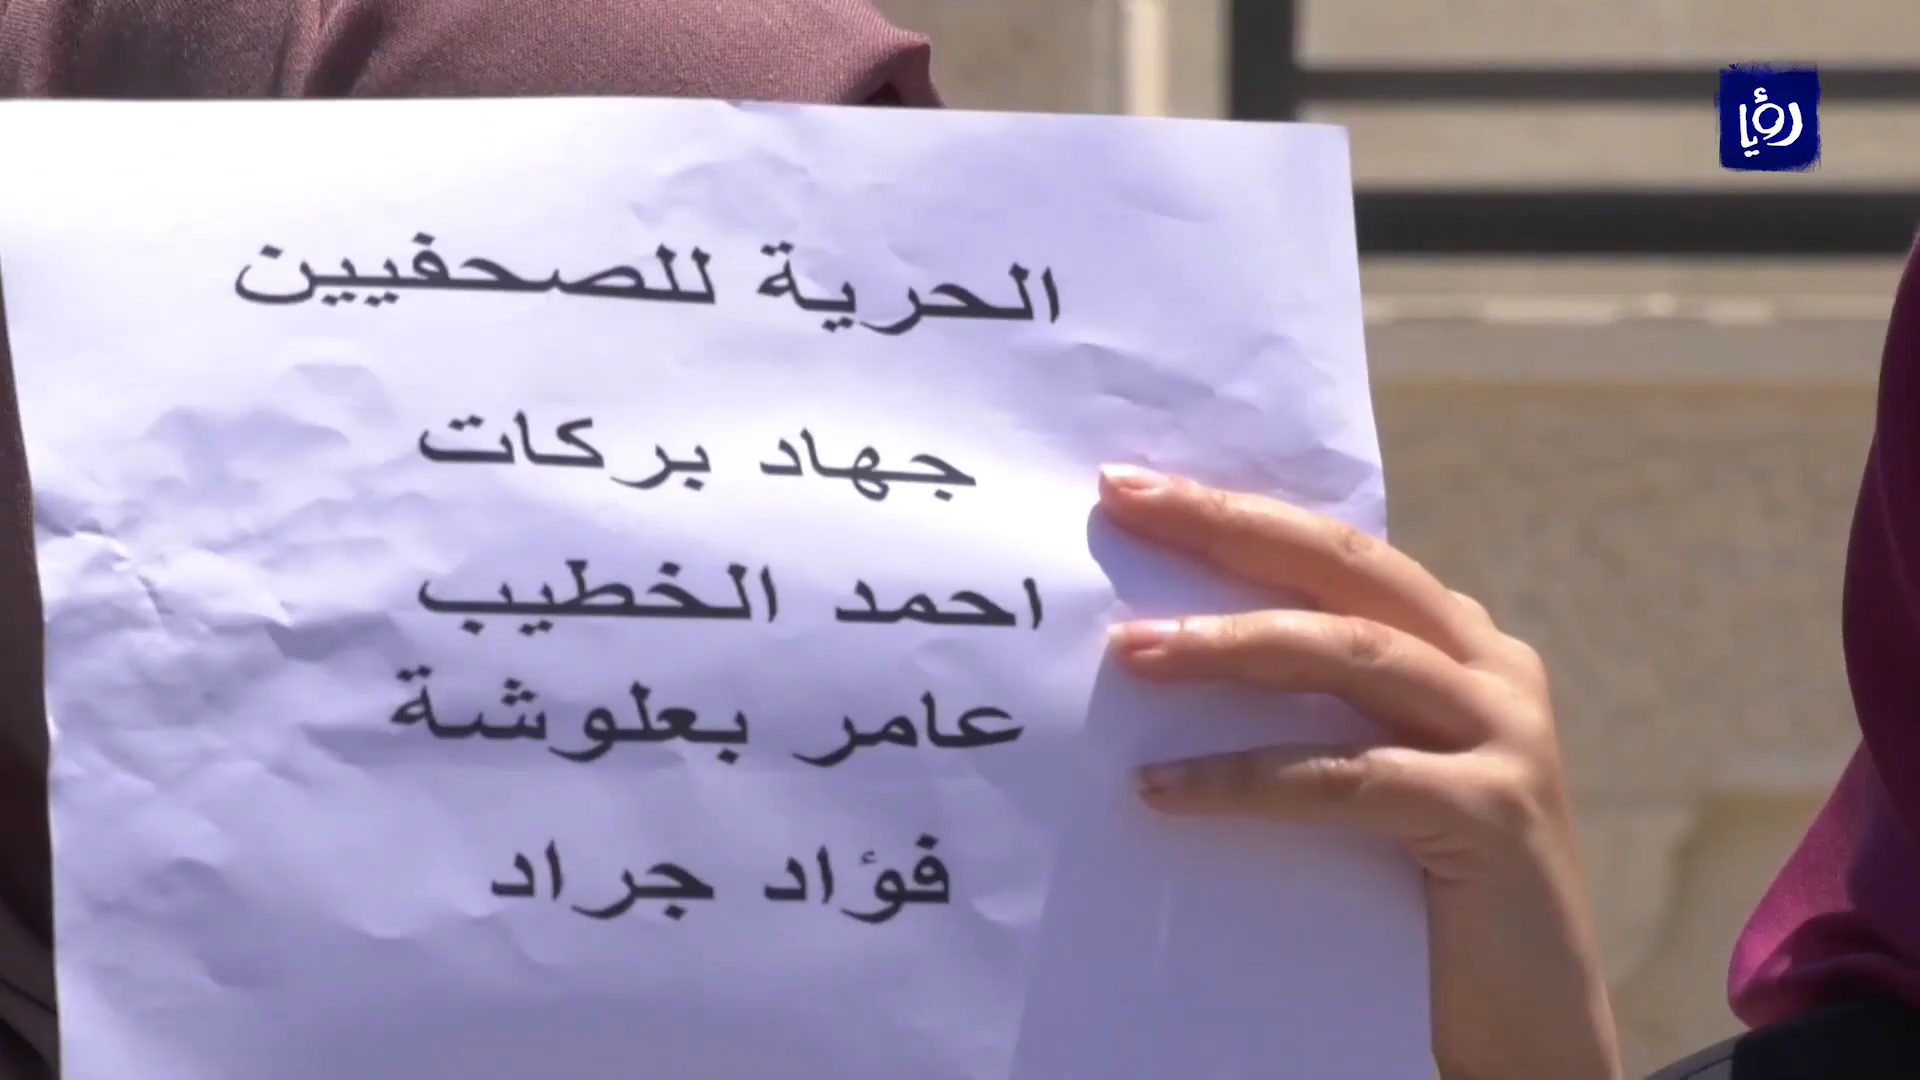 رؤيا
الحرية للصحفيين
جهاد بركات
احمد الخطيب
عامر بعلوشة
فؤاد جراد